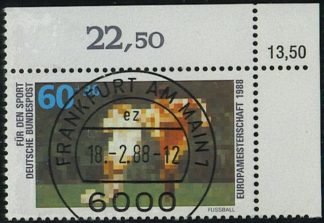 22,50
13,50
60+30
FÜR DEN SPORT
DEUTSCHE BUNDESPOST
EUROPAMEISTERSCHAFT 1988
FUSSBALL
FRANKFURT AM MAIN 1
ez
18.-2.88-12
6000